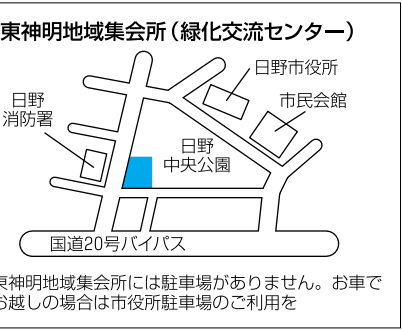 東神明地域集会所（緑化交流センター）
日野市役所
日野
消防署
市民会館
日野
中央公園
国道20号バイパス
東神明地域集会所には駐車場がありません。お車で
お越しの場合は市役所駐車場のご利用を